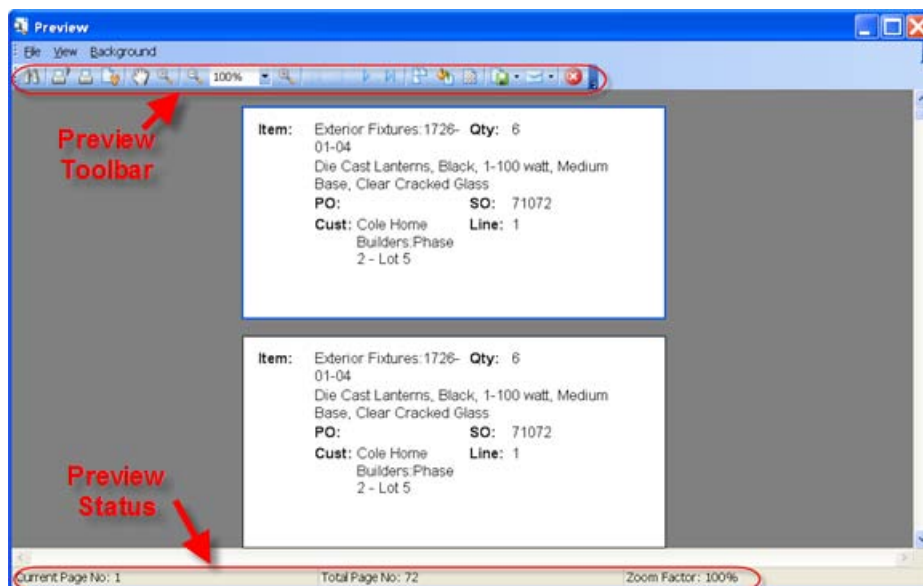 Preview
File View Background
100%
Preview
Toolbar
Item: Exterior Fixtures:1726- Qty: 6
01-04
Die Cast Lanterns, Black, 1-100 watt, Medium
Base, Clear Cracked Glass
PO: SO: 71072
Cust: Cole Home Line: 1
Builders:Phase
2 - Lot 5
Item: Exterior Fixtures:1726- Qty: 6
01-04
Die Cast Lanterns, Black, 1-100 watt, Medium
Base, Clear Cracked Glass
PO: SO: 71072
Cust: Cole Home Line: 1
Builders:Phase
2 - Lot 5
Preview
Status
Current Page No: 1 Total Page No: 72 Zoom Factor: 100%